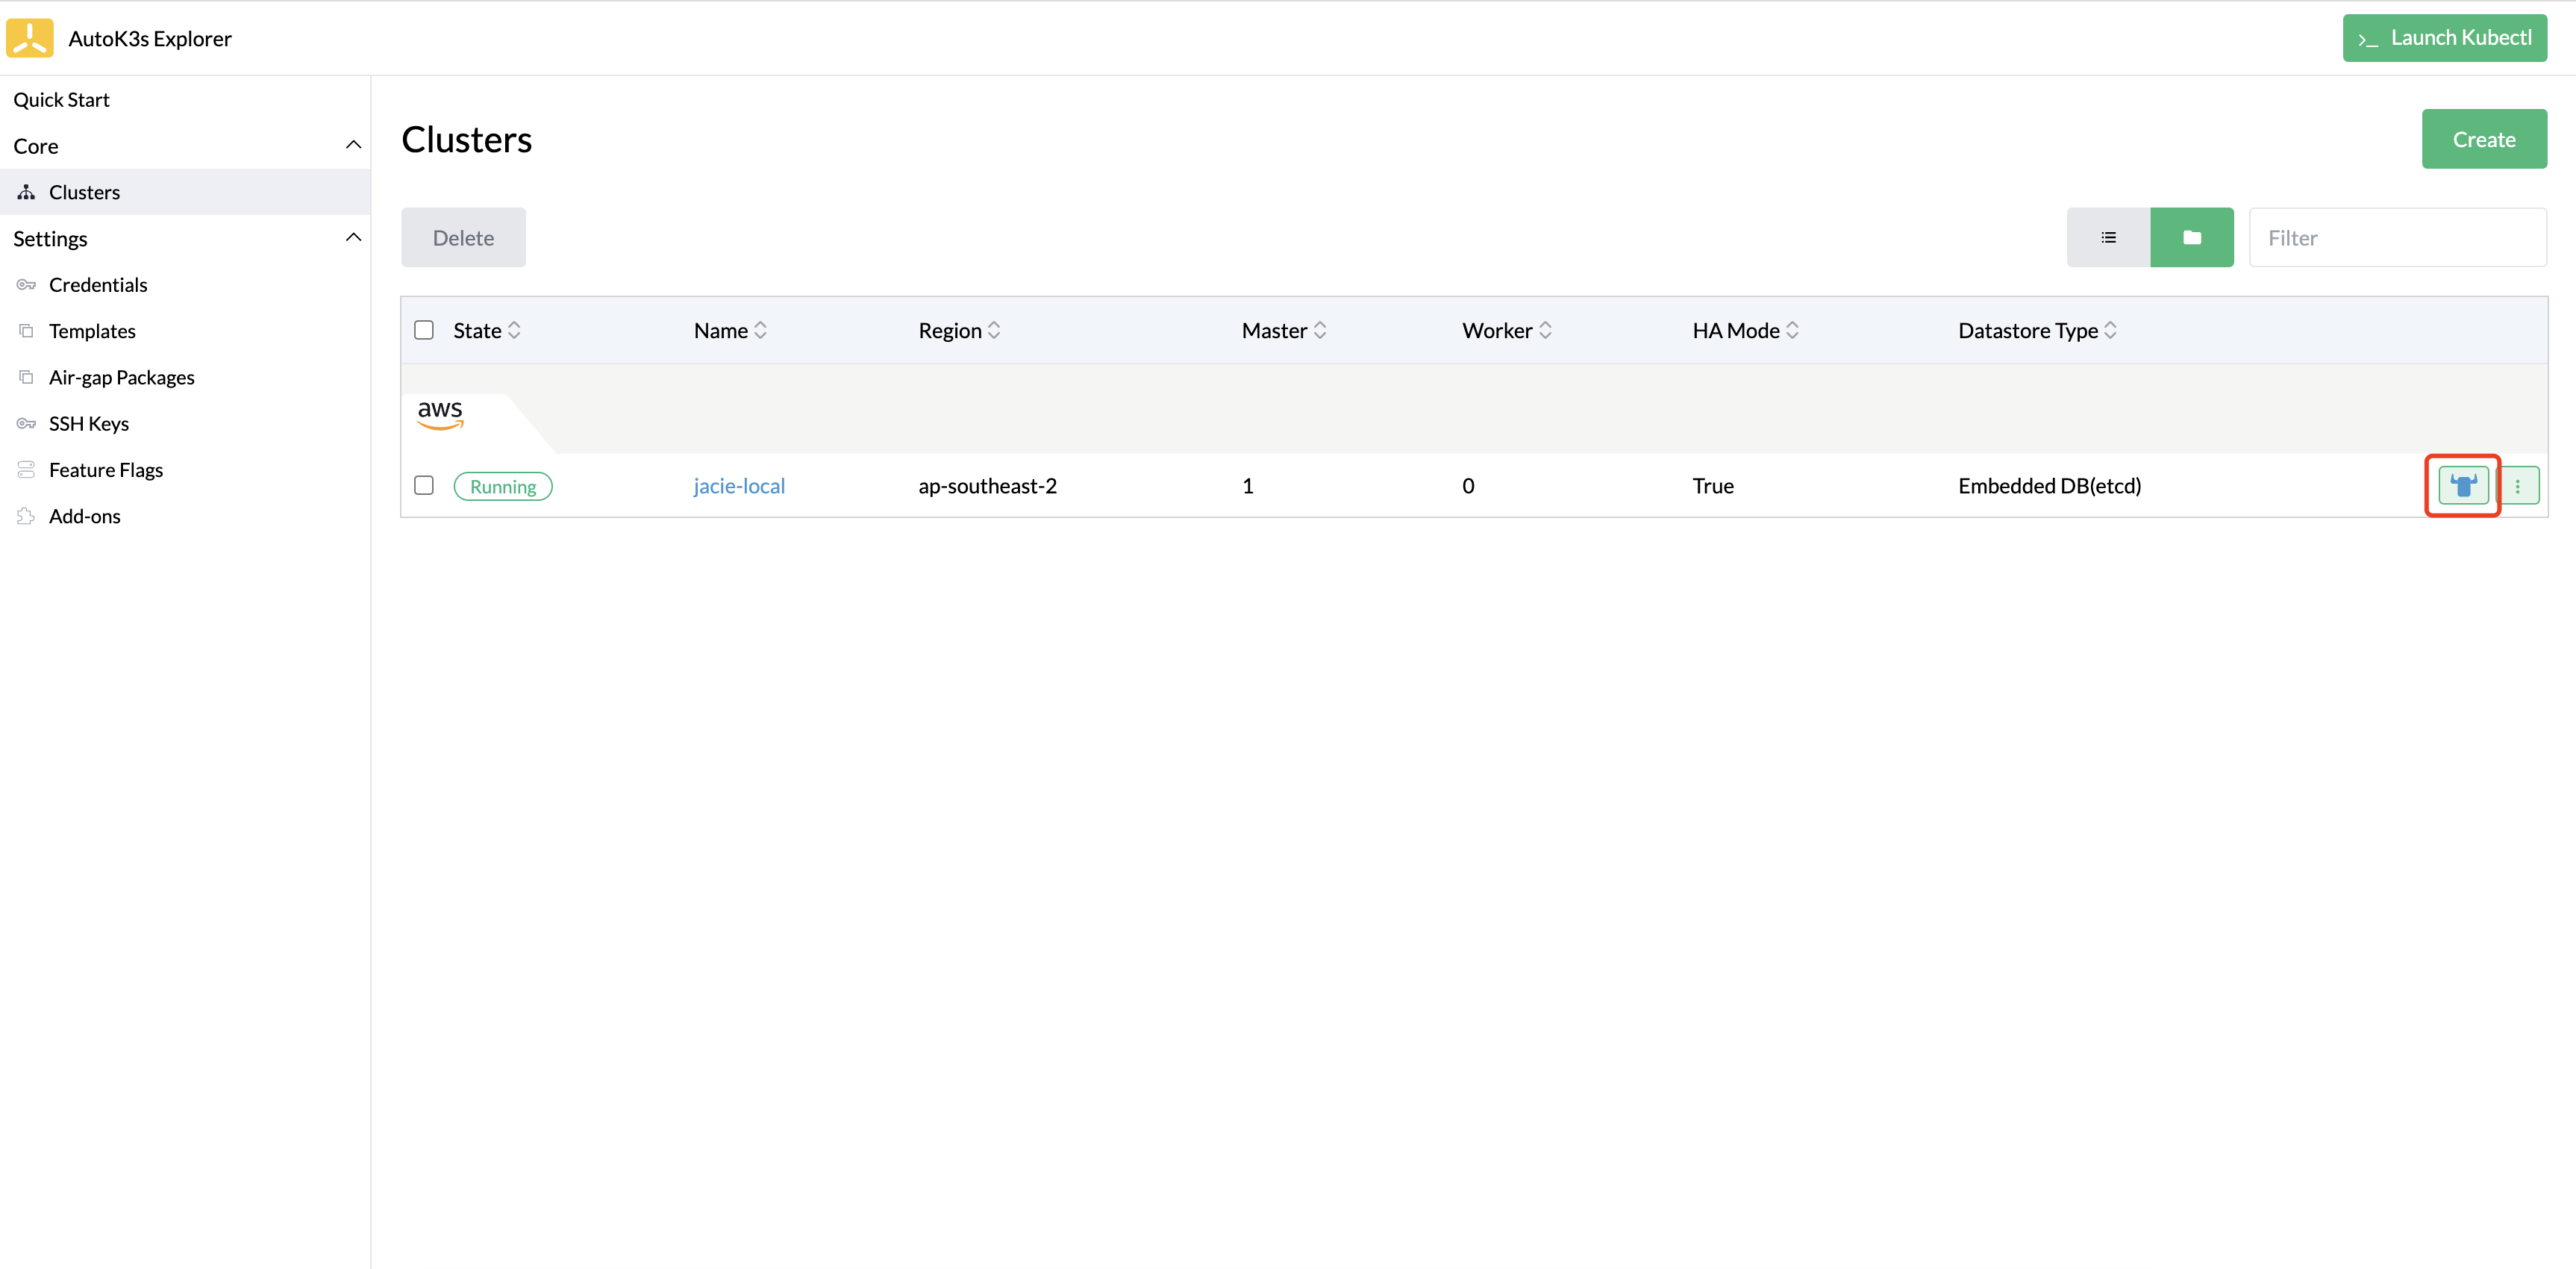 AutoK3s Explorer
>_ Launch Kubectl
Quick Start
Core
Clusters
Settings
Credentials
Templates
Air-gap Packages
SSH Keys
Feature Flags
Add-ons
Clusters
Create
Delete
Filter
State Name Region Master Worker HA Mode Datastore Type
aws
Running jacie-local ap-southeast-2 1 0 True Embedded DB(etcd)